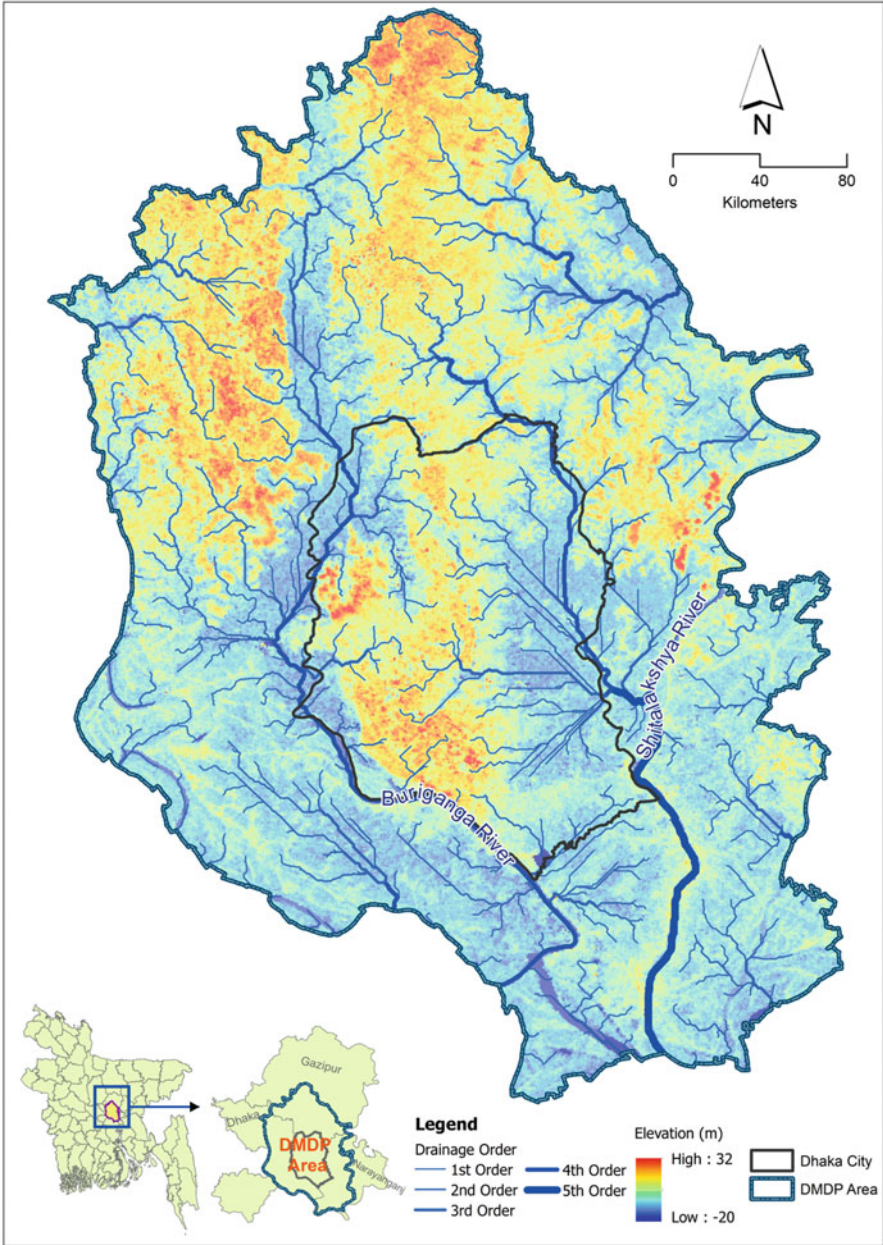 N
0 40 80
Kilometers
Shitalakshya River
Buriganga River
Gazipur
Dhaka
DMDP
Area
Narayanganj
Legend
Drainage Order
1st Order
2nd Order
3rd Order
4th Order
5th Order
Elevation (m)
High : 32
Low : -20
Dhaka City
DMDP Area